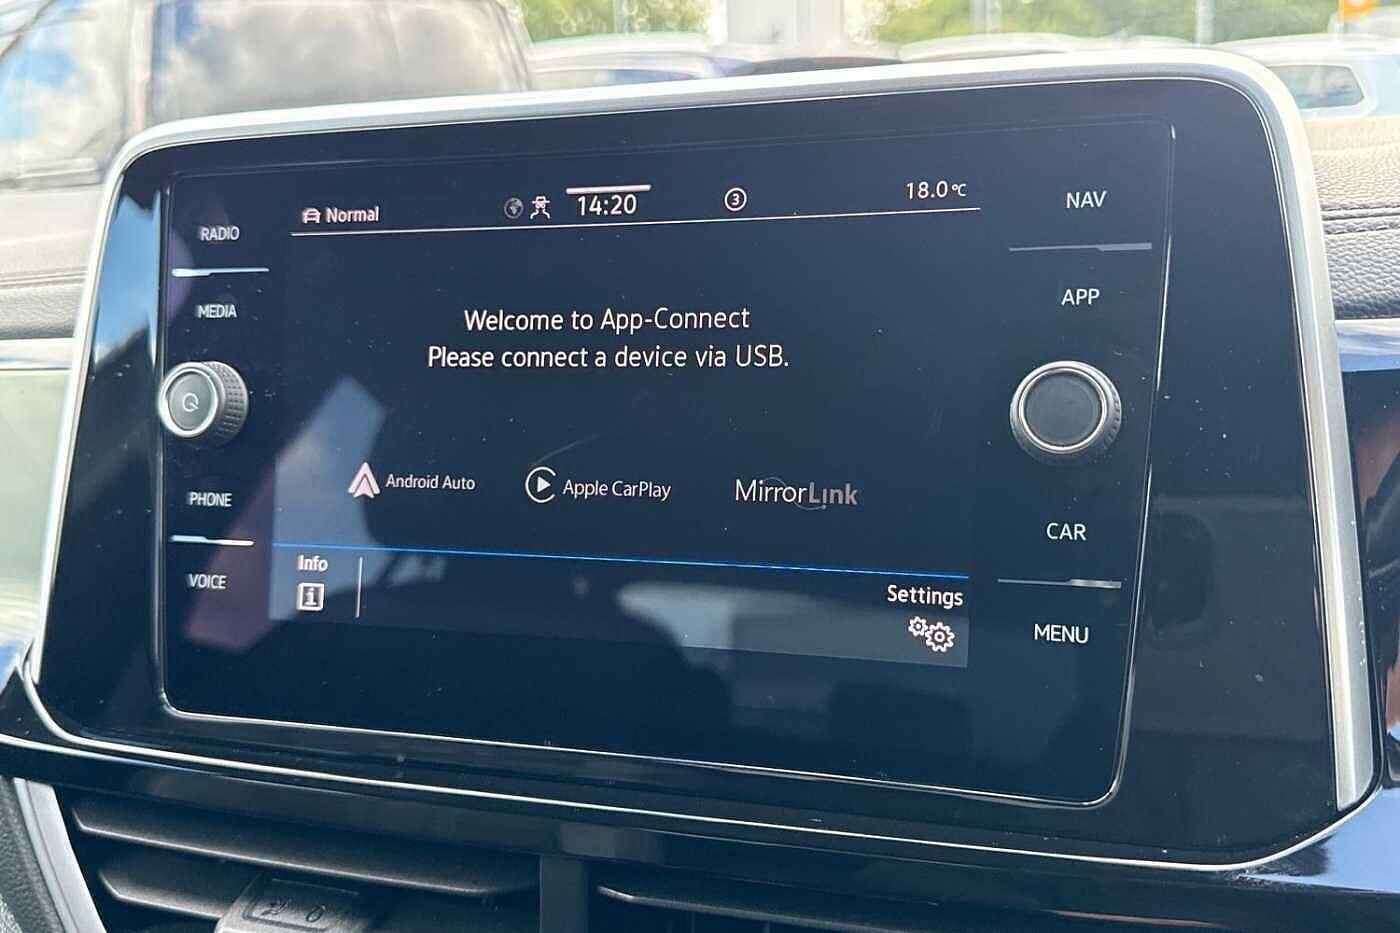 RADIO
MEDIA
PHONE
VOICE
Normal
14:20
3
18.0 °C
Welcome to App-Connect
Please connect a device via USB.
Android Auto
Apple CarPlay
MirrorLink
Info
i
Settings
NAV
APP
CAR
MENU